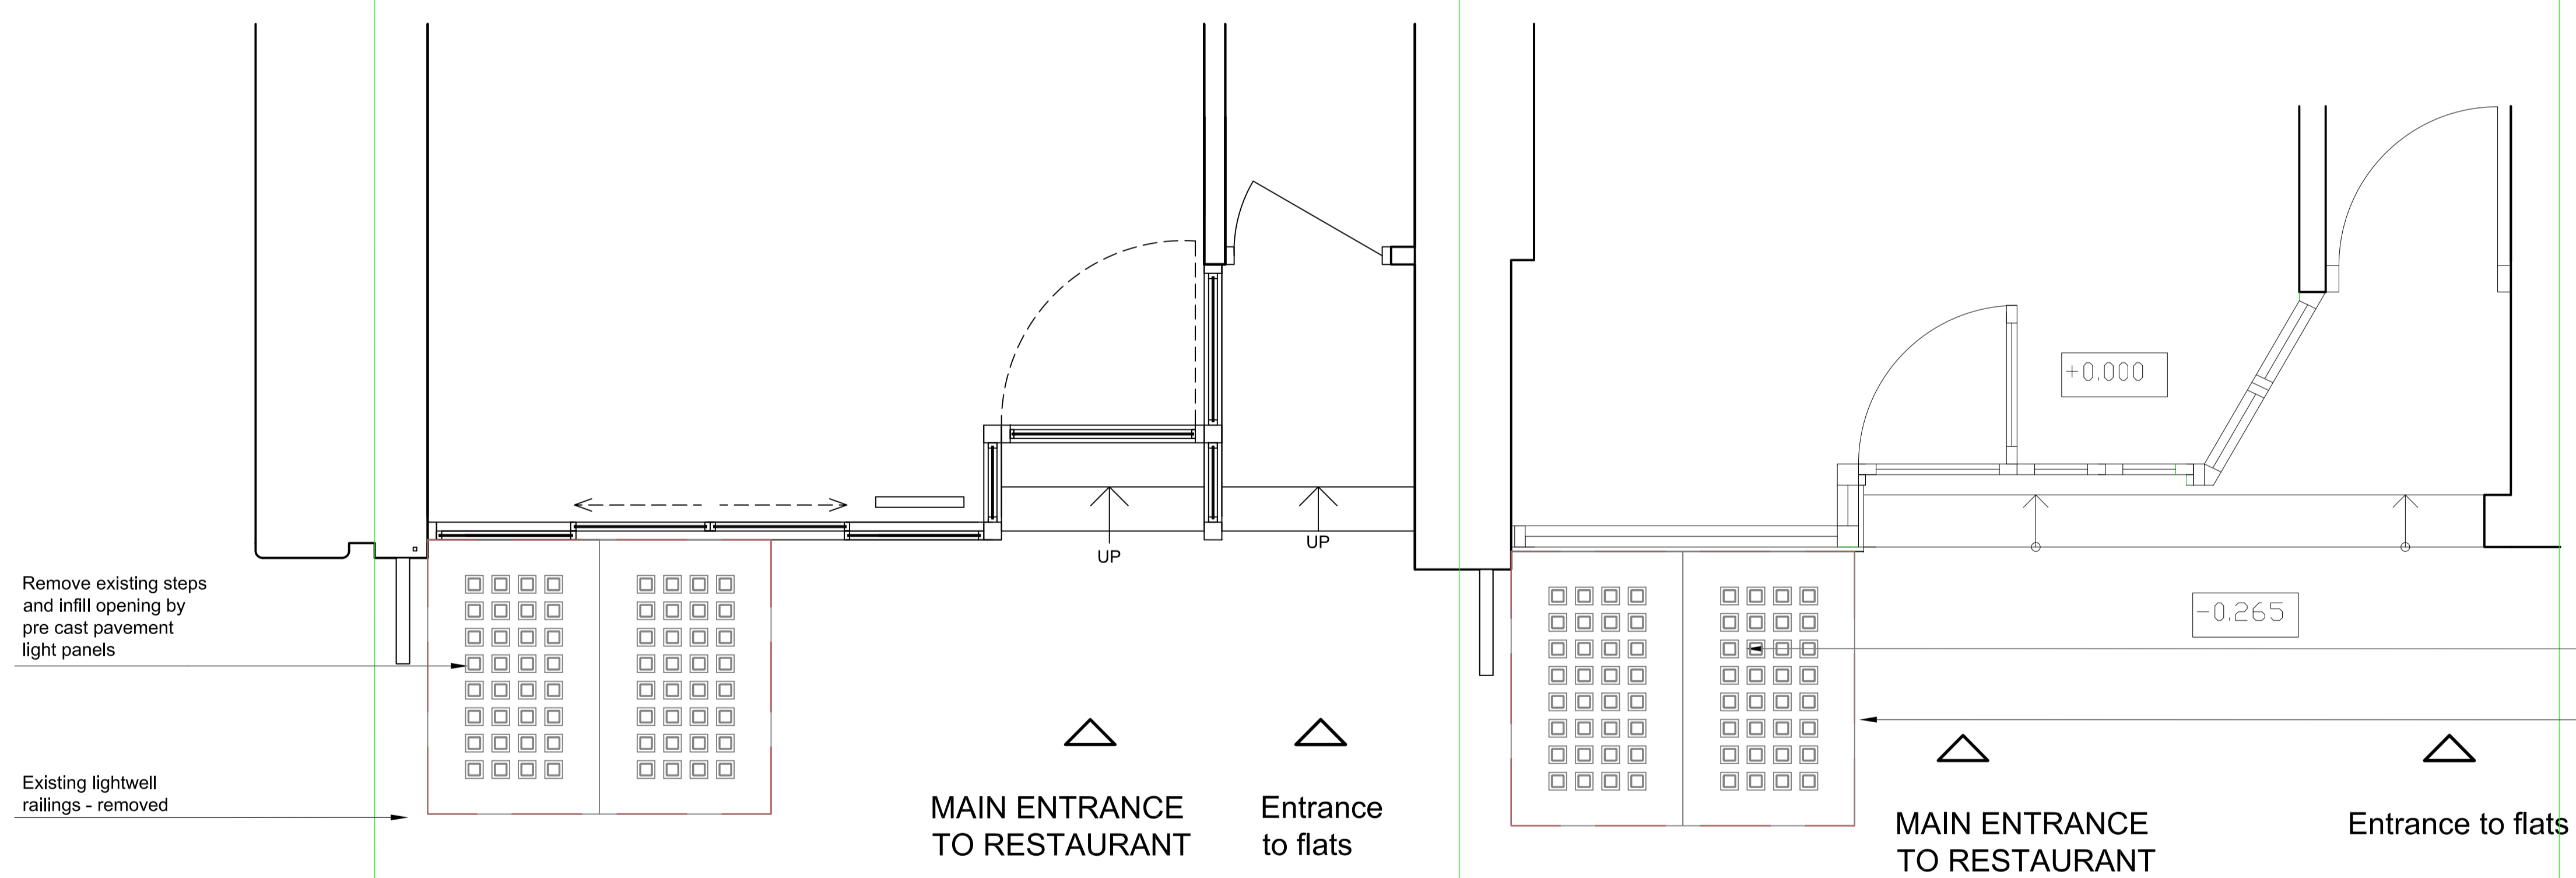 Remove existing steps
and infill opening by
pre cast pavement
light panels
Existing lightwell
railings - removed
UP
UP
MAIN ENTRANCE
TO RESTAURANT
Entrance
to flats
+0.000
-0.265
MAIN ENTRANCE
TO RESTAURANT
Entrance to flats